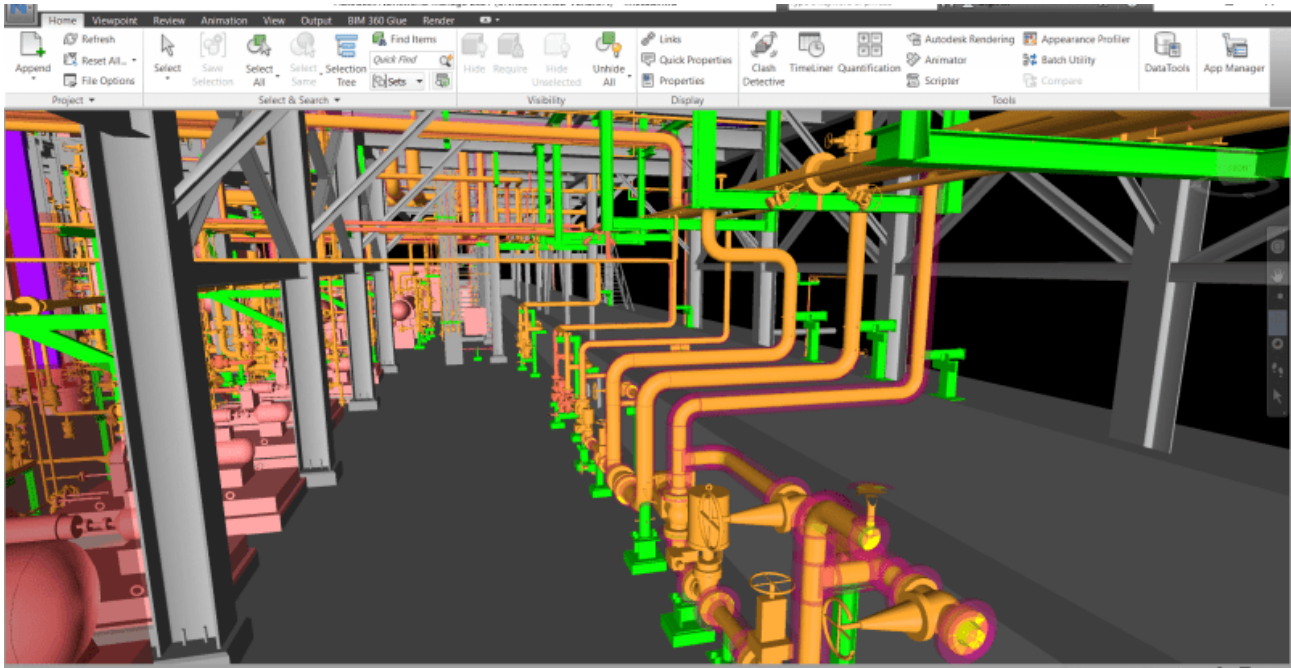 Home Viewpoint Review Animation View Output BIM 360 Glue Render
Append
Refresh
Reset All...
File Options
Project
Select
Save Selection
Select All
Select Same
Selection Tree
Find Items
Quick Find
Sets
Select & Search
Hide
Require
Hide Unselected
Unhide All
Visibility
Links
Quick Properties
Properties
Display
Clash Detective
TimeLiner
Quantification
Autodesk Rendering
Animator
Scripter
Appearance Profiler
Batch Utility
Compare
Tools
DataTools
App Manager